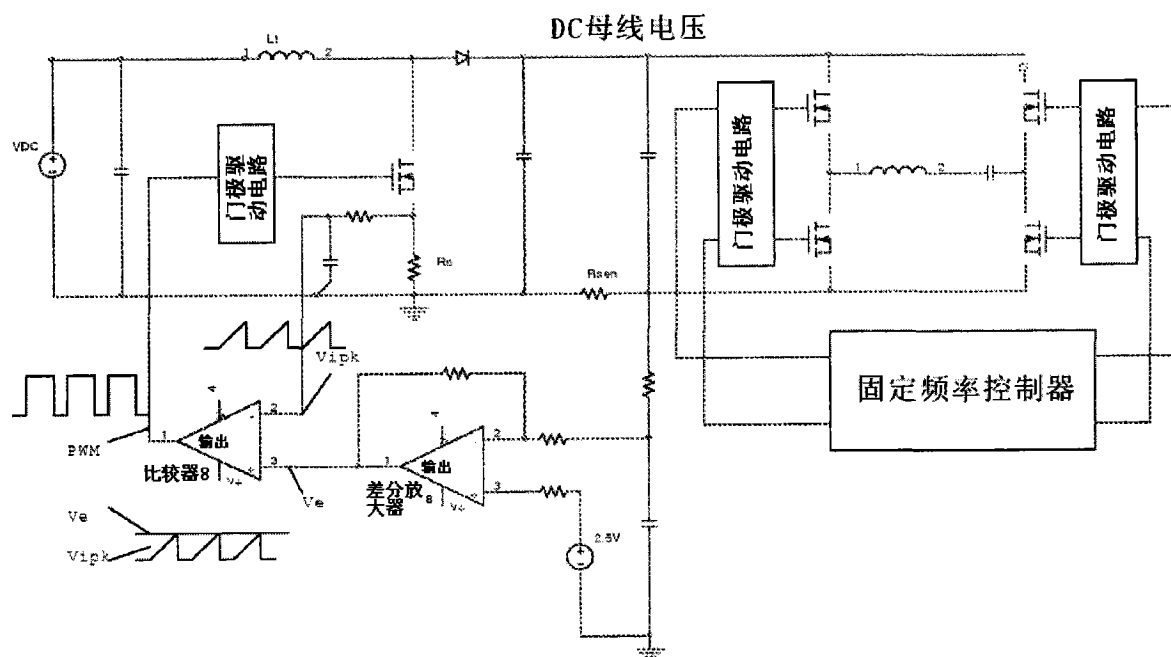 DC母线电压
L1
1
2
VDC
门极驱
动电路
门极驱动电路
门极驱动电路
1
2
Rsen
Vipk
固定频率控制器
4
2
1
输出
3
PWM
比较器8
V+
4
2
1
输出
3
差分放
大器
8
V+
Ve
Ve
Vipk
2.5V